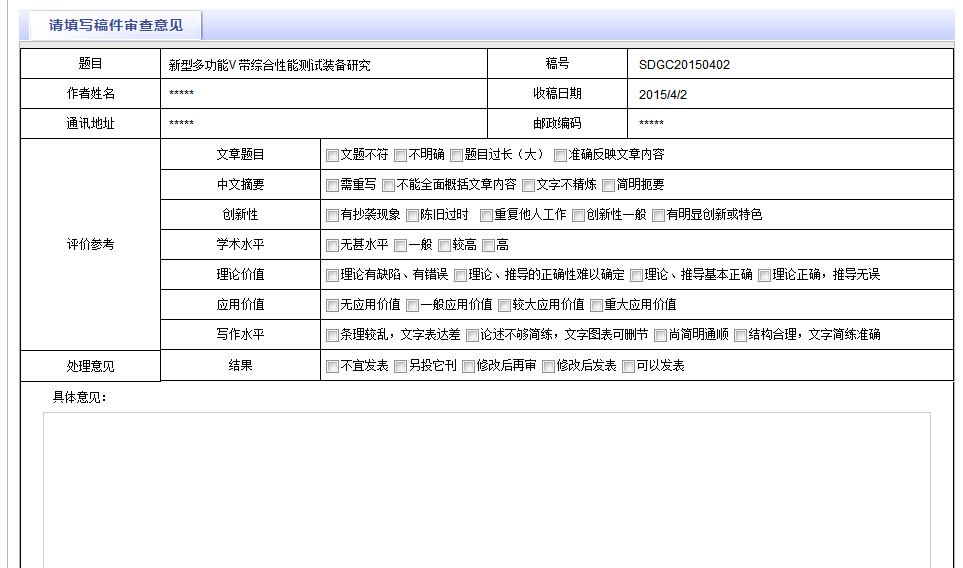 请填写稿件审查意见
题目 新型多功能V带综合性能测试装备研究 稿号 SDGC20150402
作者姓名 ***** 收稿日期 2015/4/2
通讯地址 ***** 邮政编码 *****
文章题目 文题不符 不明确 题目过长（大） 准确反映文章内容
中文摘要 需重写 不能全面概括文章内容 文字不精炼 简明扼要
创新性 有抄袭现象 陈旧过时 重复他人工作 创新性一般 有明显创新或特色
评价参考 学术水平 无甚水平 一般 较高 高
理论价值 理论有缺陷、有错误 理论、推导的正确性难以确定 理论、推导基本正确 理论正确，推导无误
应用价值 无应用价值 一般应用价值 较大应用价值 重大应用价值
写作水平 条理较乱，文字表达差 论述不够简练，文字图表可删节 尚简明通顺 结构合理，文字简练准确
处理意见 结果 不宜发表 另投它刊 修改后再审 修改后发表 可以发表
具体意见：